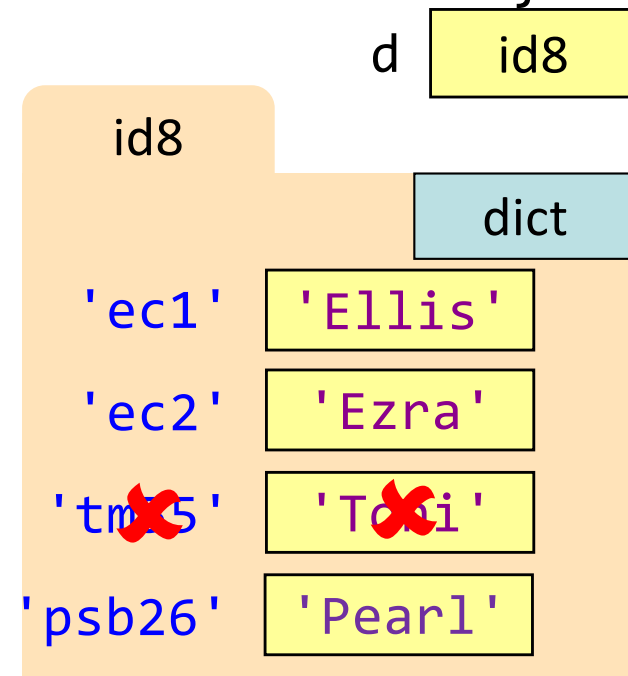 d id8
id8
dict
'ec1' 'Ellis'
'ec2' 'Ezra'
'psb26' 'Pearl'